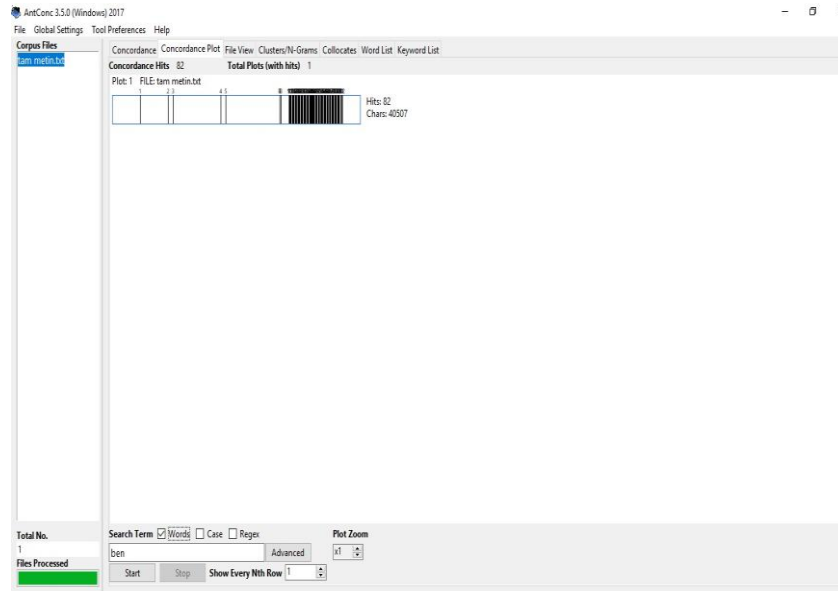 AntConc 3.5.0 (Windows) 2017
File Global Settings Tool Preferences Help
Corpus Files
tam metin.txt
Concordance Concordance Plot File View Clusters/N-Grams Collocates Word List Keyword List
Concordance Hits 82 Total Plots (with hits) 1
Plot: 1 FILE: tam metin.txt
1 2 3 4 5
Hits: 82
Chars: 40507
Total No.
1
Files Processed
Search Term Words Case Regex Plot Zoom
ben Advanced x1
Start Stop Show Every Nth Row 1